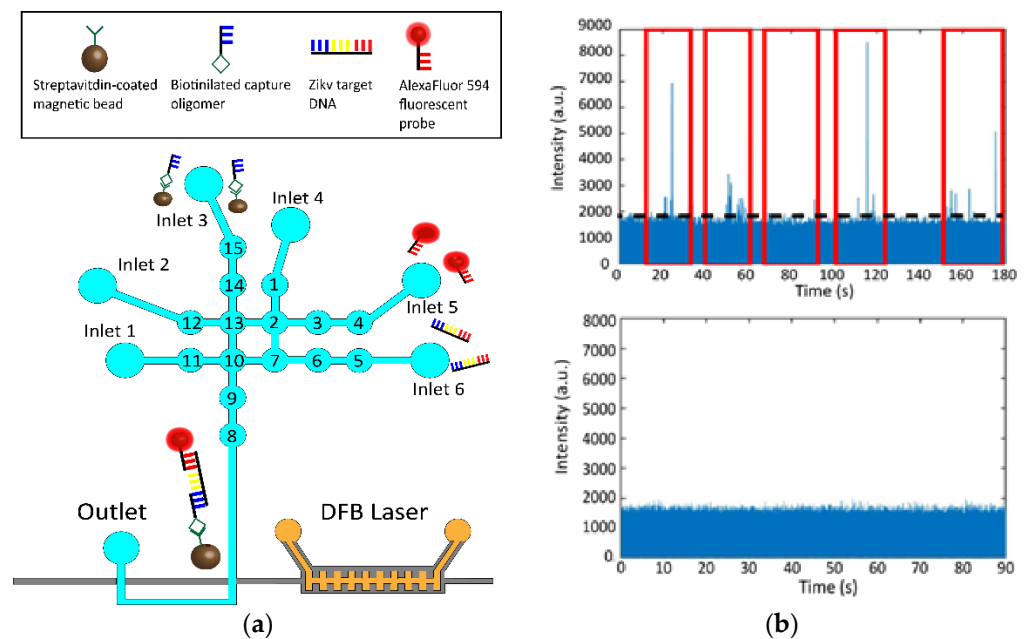 Streptavitdin-coated
magnetic bead
Biotinilated capture
oligomer
Zikv target
DNA
AlexaFluor 594
fluorescent
probe
Inlet 3
Inlet 4
Inlet 2
Inlet 5
Inlet 1
Inlet 6
15
14
1
12
13
2
3
4
11
10
7
6
5
9
8
Outlet
DFB Laser
(a)
Intensity (a.u.)
9000
8000
7000
6000
5000
4000
3000
2000
1000
0
0 20 40 60 80 100 120 140 160 180
Time (s)
Intensity (a.u.)
8000
7000
6000
5000
4000
3000
2000
1000
0
0 10 20 30 40 50 60 70 80 90
Time (s)
(b)